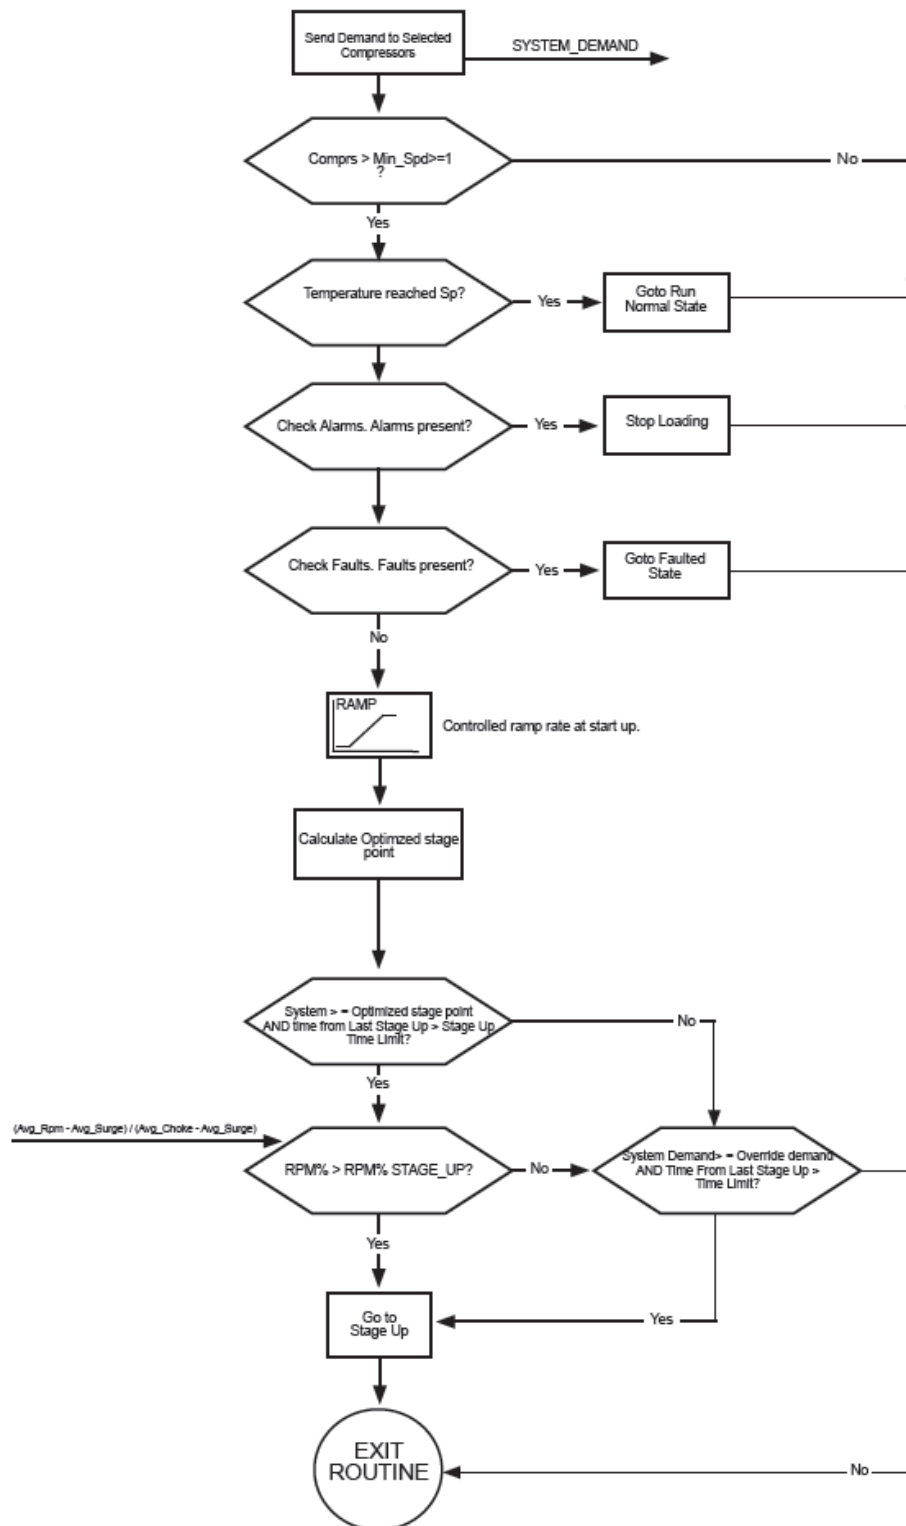 Send Demand to Selected
Compressors
SYSTEM_DEMAND
Comprs > Min_Spd>=1
?
No
Yes
Temperature reached Sp?
Yes
Goto Run
Normal State
Check Alarms. Alarms present?
Yes
Stop Loading
Check Faults. Faults present?
Yes
Goto Faulted
State
No
RAMP
Controlled ramp rate at start up.
Calculate Optimzed stage
point
System > = Optimized stage point
AND time from Last Stage Up > Stage Up
Time Limit?
No
Yes
(Avg_Rpm - Avg_Surge) / (Avg_Choke - Avg_Surge)
RPM% > RPM% STAGE_UP?
No
System Demand> = Override demand
AND Time From Last Stage Up >
Time Limit?
Yes
Go to
Stage Up
Yes
EXIT
ROUTINE
No